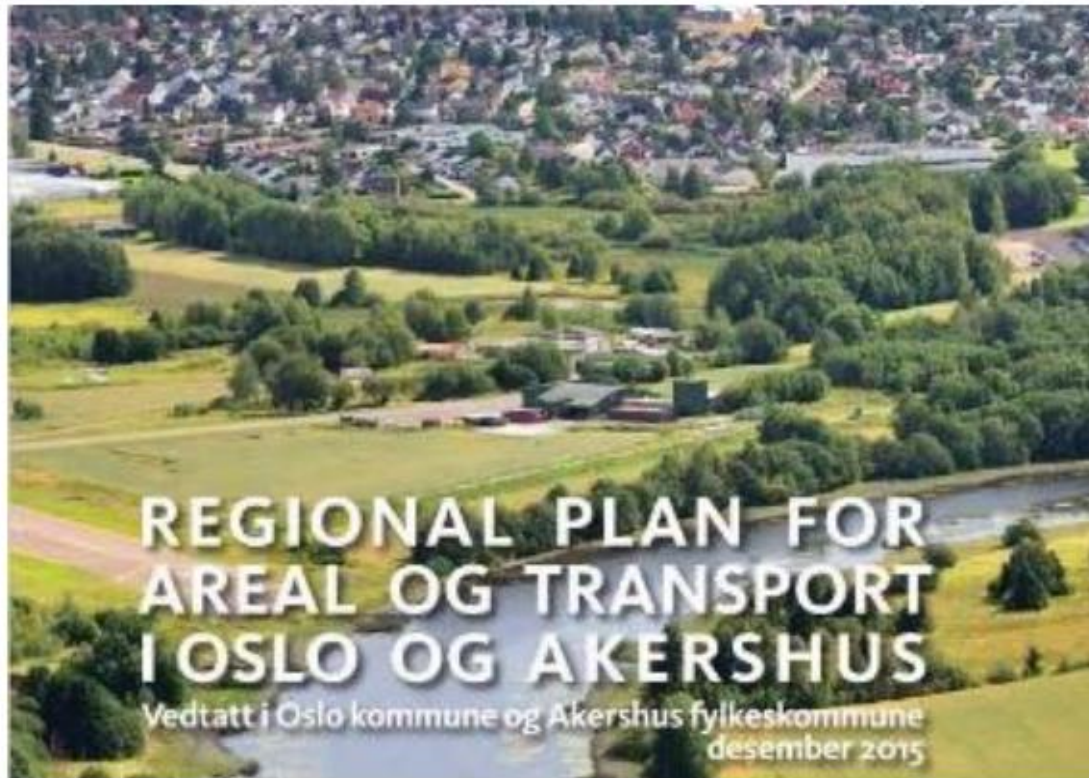 REGIONAL PLAN FOR
AREAL OG TRANSPORT
I OSLO OG AKERSHUS
Vedtatt i Oslo kommune og Akershus fylkeskommune
desember 2015